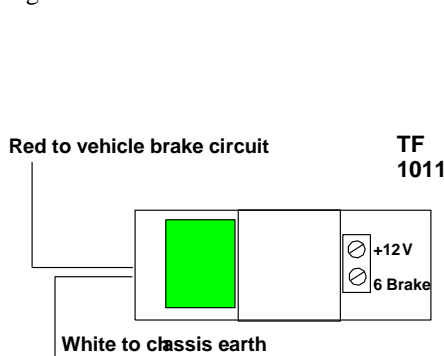 Red to vehicle brake circuit
TF
1011
+12V
6 Brake
White to chassis earth